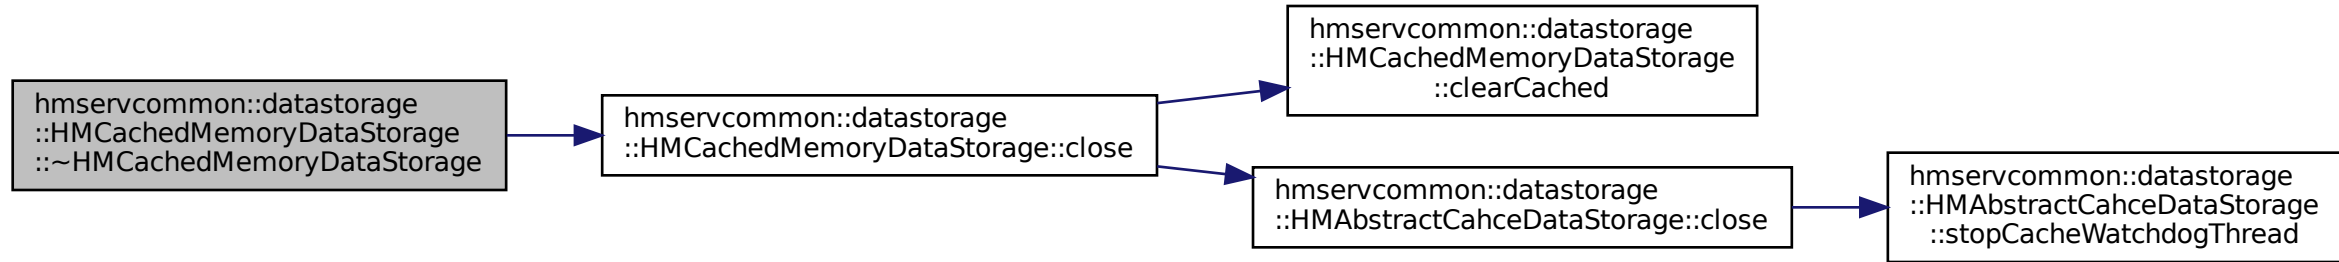 hmservcommon::datastorage
::HMCachedMemoryDataStorage
::~HMCachedMemoryDataStorage
hmservcommon::datastorage
::HMCachedMemoryDataStorage::close
hmservcommon::datastorage
::HMCachedMemoryDataStorage
::clearCached
hmservcommon::datastorage
::HMAbstractCahceDataStorage::close
hmservcommon::datastorage
::HMAbstractCahceDataStorage
::stopCacheWatchdogThread